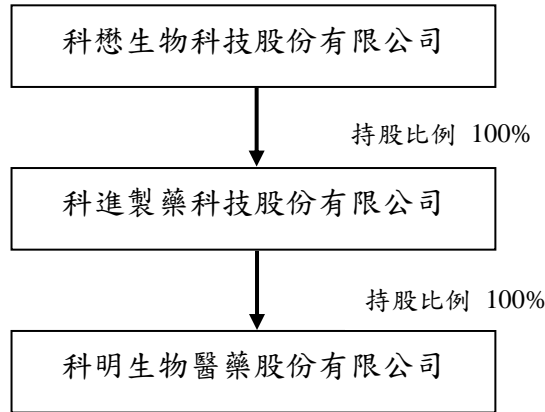 科懋生物科技股份有限公司
持股比例 100%
科進製藥科技股份有限公司
持股比例 100%
科明生物醫藥股份有限公司